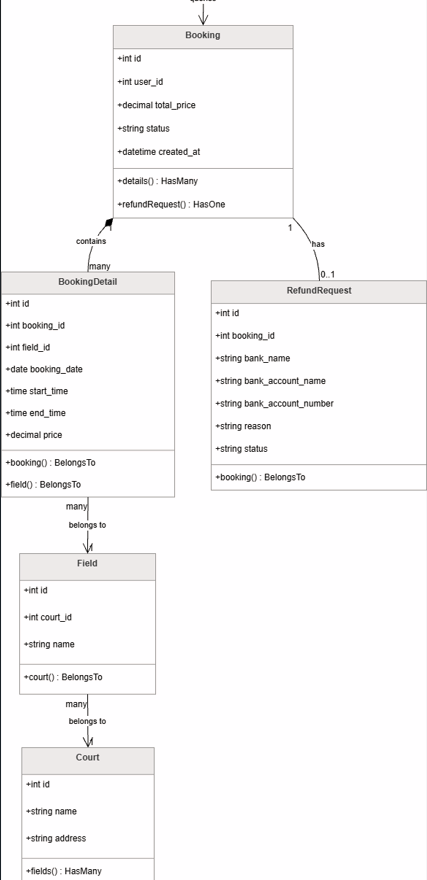 Booking
+int id
+int user_id
+decimal total_price
+string status
+datetime created_at
+details() : HasMany
+refundRequest() : HasOne
1
contains
many
1
has
0..1
BookingDetail
+int id
+int booking_id
+int field_id
+date booking_date
+time start_time
+time end_time
+decimal price
+booking() : BelongsTo
+field() : BelongsTo
RefundRequest
+int id
+int booking_id
+string bank_name
+string bank_account_name
+string bank_account_number
+string reason
+string status
+booking() : BelongsTo
many
belongs to
1
Field
+int id
+int court_id
+string name
+court() : BelongsTo
many
belongs to
1
Court
+int id
+string name
+string address
+fields() : HasMany